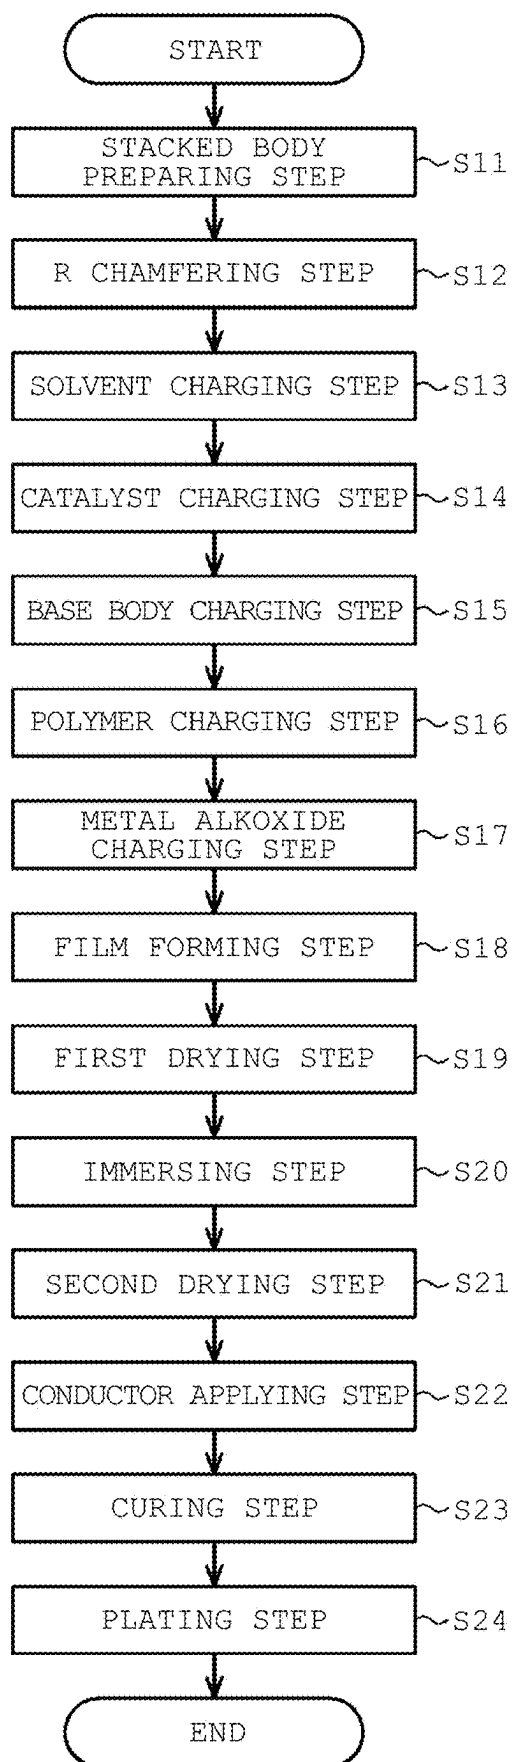 START
STACKED BODY
PREPARING STEP
S11
R CHAMFERING STEP
S12
SOLVENT CHARGING STEP
S13
CATALYST CHARGING STEP
S14
BASE BODY CHARGING STEP
S15
POLYMER CHARGING STEP
S16
METAL ALKOXIDE
CHARGING STEP
S17
FILM FORMING STEP
S18
FIRST DRYING STEP
S19
IMMERSING STEP
S20
SECOND DRYING STEP
S21
CONDUCTOR APPLYING STEP
S22
CURING STEP
S23
PLATING STEP
S24
END